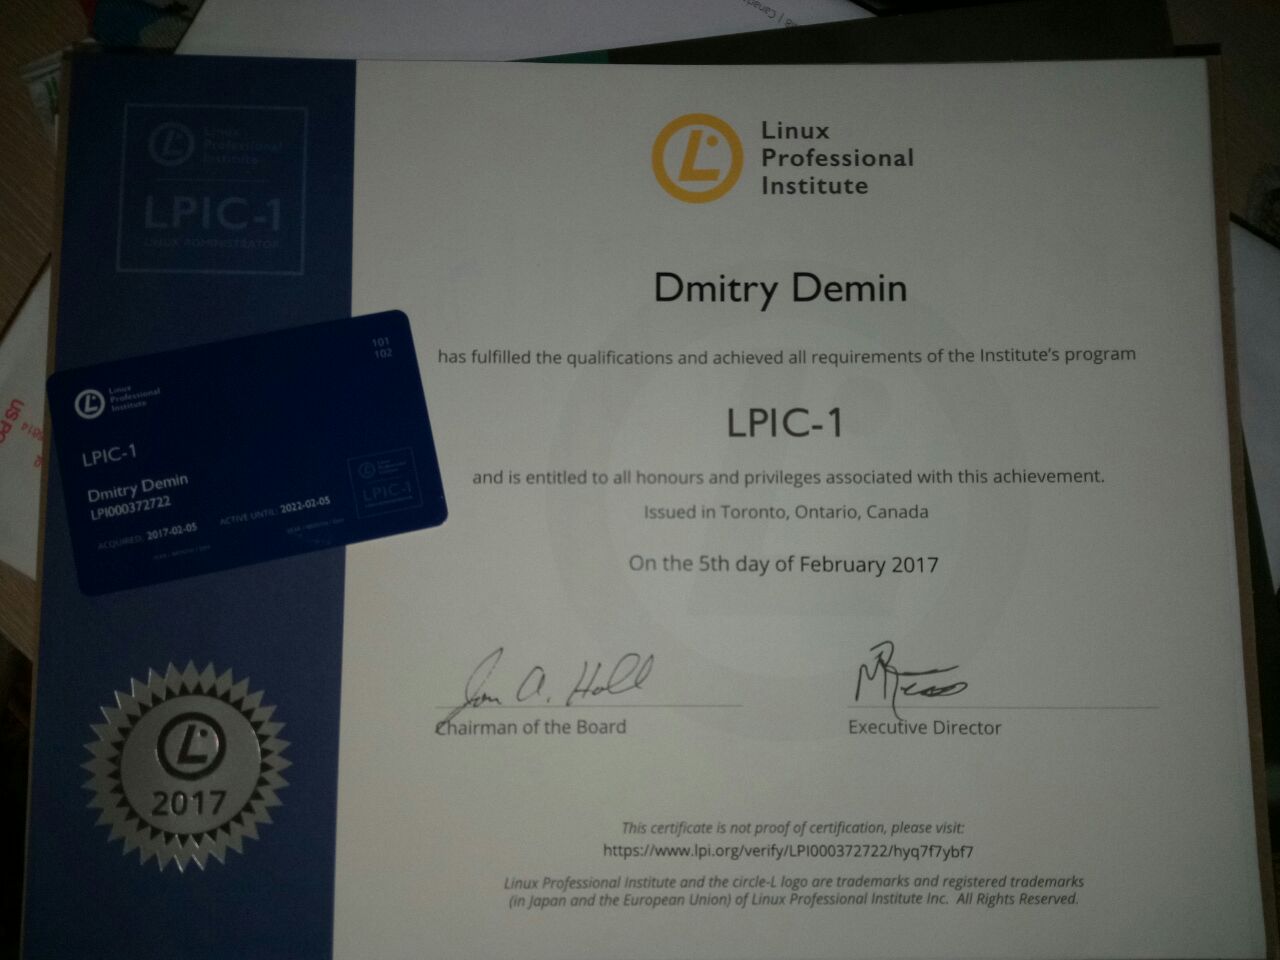 Linux
Professional
Institute
LPIC-1
LINUX ADMINISTRATOR
Linux
Professional
Institute
Dmitry Demin
has fulfilled the qualifications and achieved all requirements of the Institute's program
LPIC-1
and is entitled to all honours and privileges associated with this achievement.
Issued in Toronto, Ontario, Canada
On the 5th day of February 2017
Chairman of the Board
Executive Director
This certificate is not proof of certification, please visit:
https://www.lpi.org/verify/LPI000372722/hyq7f7ybf7
Linux Professional Institute and the circle-L logo are trademarks and registered trademarks
(in Japan and the European Union) of Linux Professional Institute Inc. All Rights Reserved.
101
102
Linux
Professional
Institute
LPIC-1
Dmitry Demin
LPI000372722
ACQUIRED: 2017-02-05 ACTIVE UNTIL: 2022-02-05
YEAR / MONTH / DAY YEAR / MONTH / DAY
LPIC-1
2017